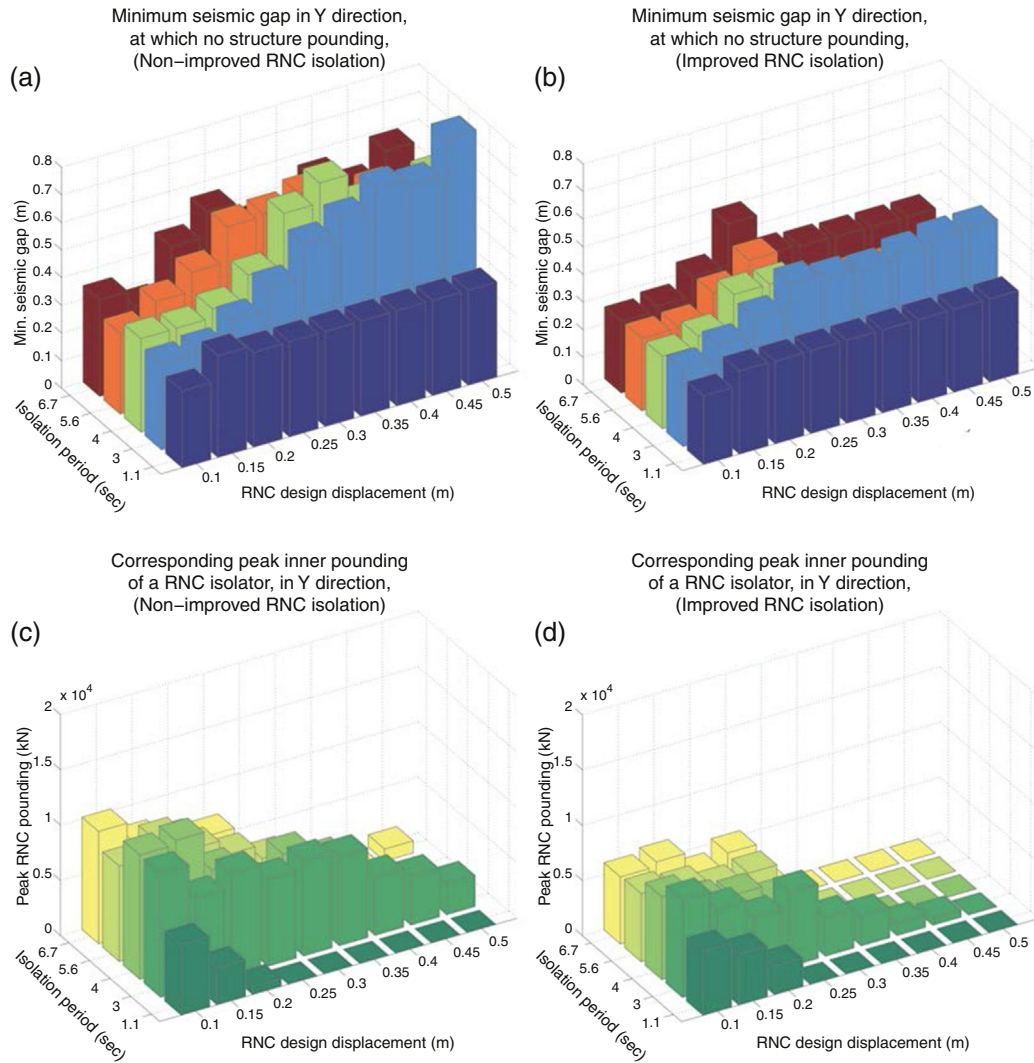 Minimum seismic gap in Y direction,
at which no structure pounding,
(Non−improved RNC isolation)
(a)
0.8
0.7
0.6
0.5
0.4
0.3
0.2
0.1
0
Min. seismic gap (m)
6.7
5.6
4
3
1.1
Isolation period (sec)
0.1
0.15
0.2
0.25
0.3
0.35
0.4
0.45
0.5
RNC design displacement (m)
Minimum seismic gap in Y direction,
at which no structure pounding,
(Improved RNC isolation)
(b)
0.8
0.7
0.6
0.5
0.4
0.3
0.2
0.1
0
Min. seismic gap (m)
6.7
5.6
4
3
1.1
Isolation period (sec)
0.1
0.15
0.2
0.25
0.3
0.35
0.4
0.45
0.5
RNC design displacement (m)
Corresponding peak inner pounding
of a RNC isolator, in Y direction,
(Non−improved RNC isolation)
(c)
x 10⁴
2
1.5
1
0.5
0
Peak RNC pounding (kN)
6.7
5.6
4
3
1.1
Isolation period (sec)
0.1
0.15
0.2
0.25
0.3
0.35
0.4
0.45
0.5
RNC design displacement (m)
Corresponding peak inner pounding
of a RNC isolator, in Y direction,
(Improved RNC isolation)
(d)
x 10⁴
2
1.5
1
0.5
0
Peak RNC pounding (kN)
6.7
5.6
4
3
1.1
Isolation period (sec)
0.1
0.15
0.2
0.25
0.3
0.35
0.4
0.45
0.5
RNC design displacement (m)